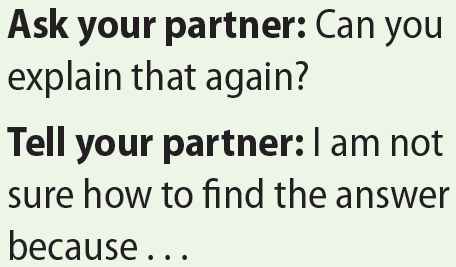 Ask your partner: Can you
explain that again?
Tell your partner: I am not
sure how to find the answer
because . . .